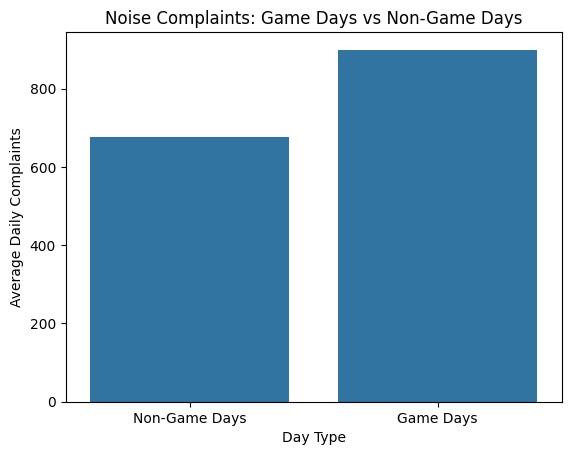 Noise Complaints: Game Days vs Non-Game Days
Average Daily Complaints
800
600
400
200
0
Non-Game Days
Game Days
Day Type